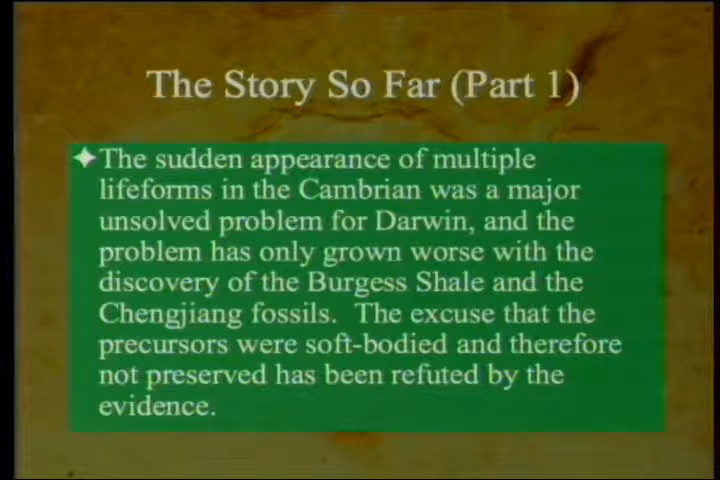 The Story So Far (Part 1)
The sudden appearance of multiple
lifeforms in the Cambrian was a major
unsolved problem for Darwin, and the
problem has only grown worse with the
discovery of the Burgess Shale and the
Chengjiang fossils.  The excuse that the
precursors were soft-bodied and therefore
not preserved has been refuted by the
evidence.